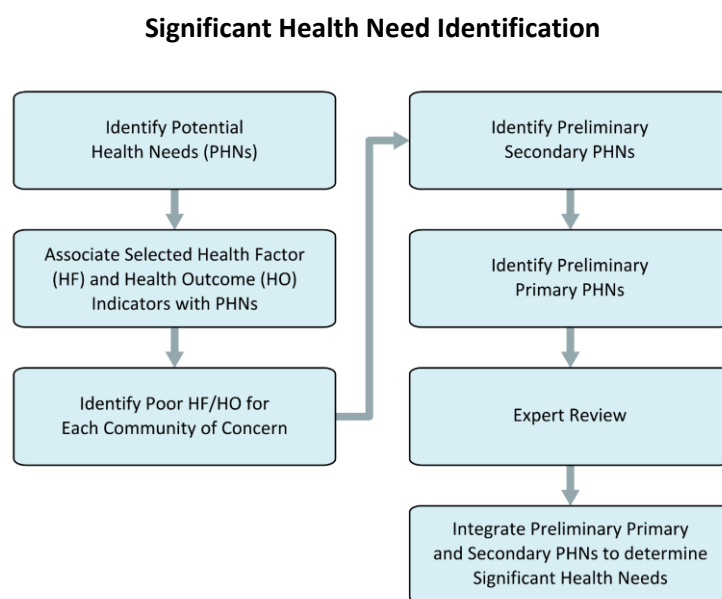 Significant Health Need Identification
Identify Potential
Health Needs (PHNs)
Associate Selected Health Factor
(HF) and Health Outcome (HO)
Indicators with PHNs
Identify Poor HF/HO for
Each Community of Concern
Identify Preliminary
Secondary PHNs
Identify Preliminary
Primary PHNs
Expert Review
Integrate Preliminary Primary
and Secondary PHNs to determine
Significant Health Needs